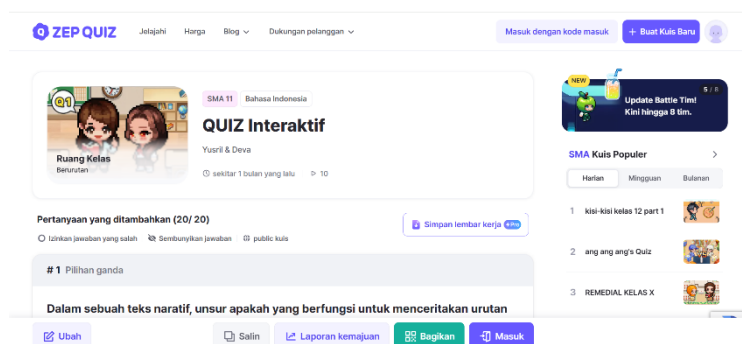 ZEP QUIZ
Jelajahi
Harga
Blog
Dukungan pelanggan
Masuk dengan kode masuk
+ Buat Kuis Baru
Q1
Ruang Kelas
Berurutan
SMA 11
Bahasa Indonesia
QUIZ Interaktif
Yusril & Deva
sekitar 1 bulan yang lalu
10
NEW
Update Battle Tim!
Kini hingga 8 tim.
5 / 8
SMA Kuis Populer
Harian
Mingguan
Bulanan
1 kisi-kisi kelas 12 part 1
2 ang ang ang's Quiz
3 REMEDIAL KELAS X
Pertanyaan yang ditambahkan (20/ 20)
Izinkan jawaban yang salah
Sembunyikan jawaban
public kuis
Simpan lembar kerja
Pro
# 1 Pilihan ganda
Dalam sebuah teks naratif, unsur apakah yang berfungsi untuk menceritakan urutan
Ubah
Salin
Laporan kemajuan
Bagikan
Masuk